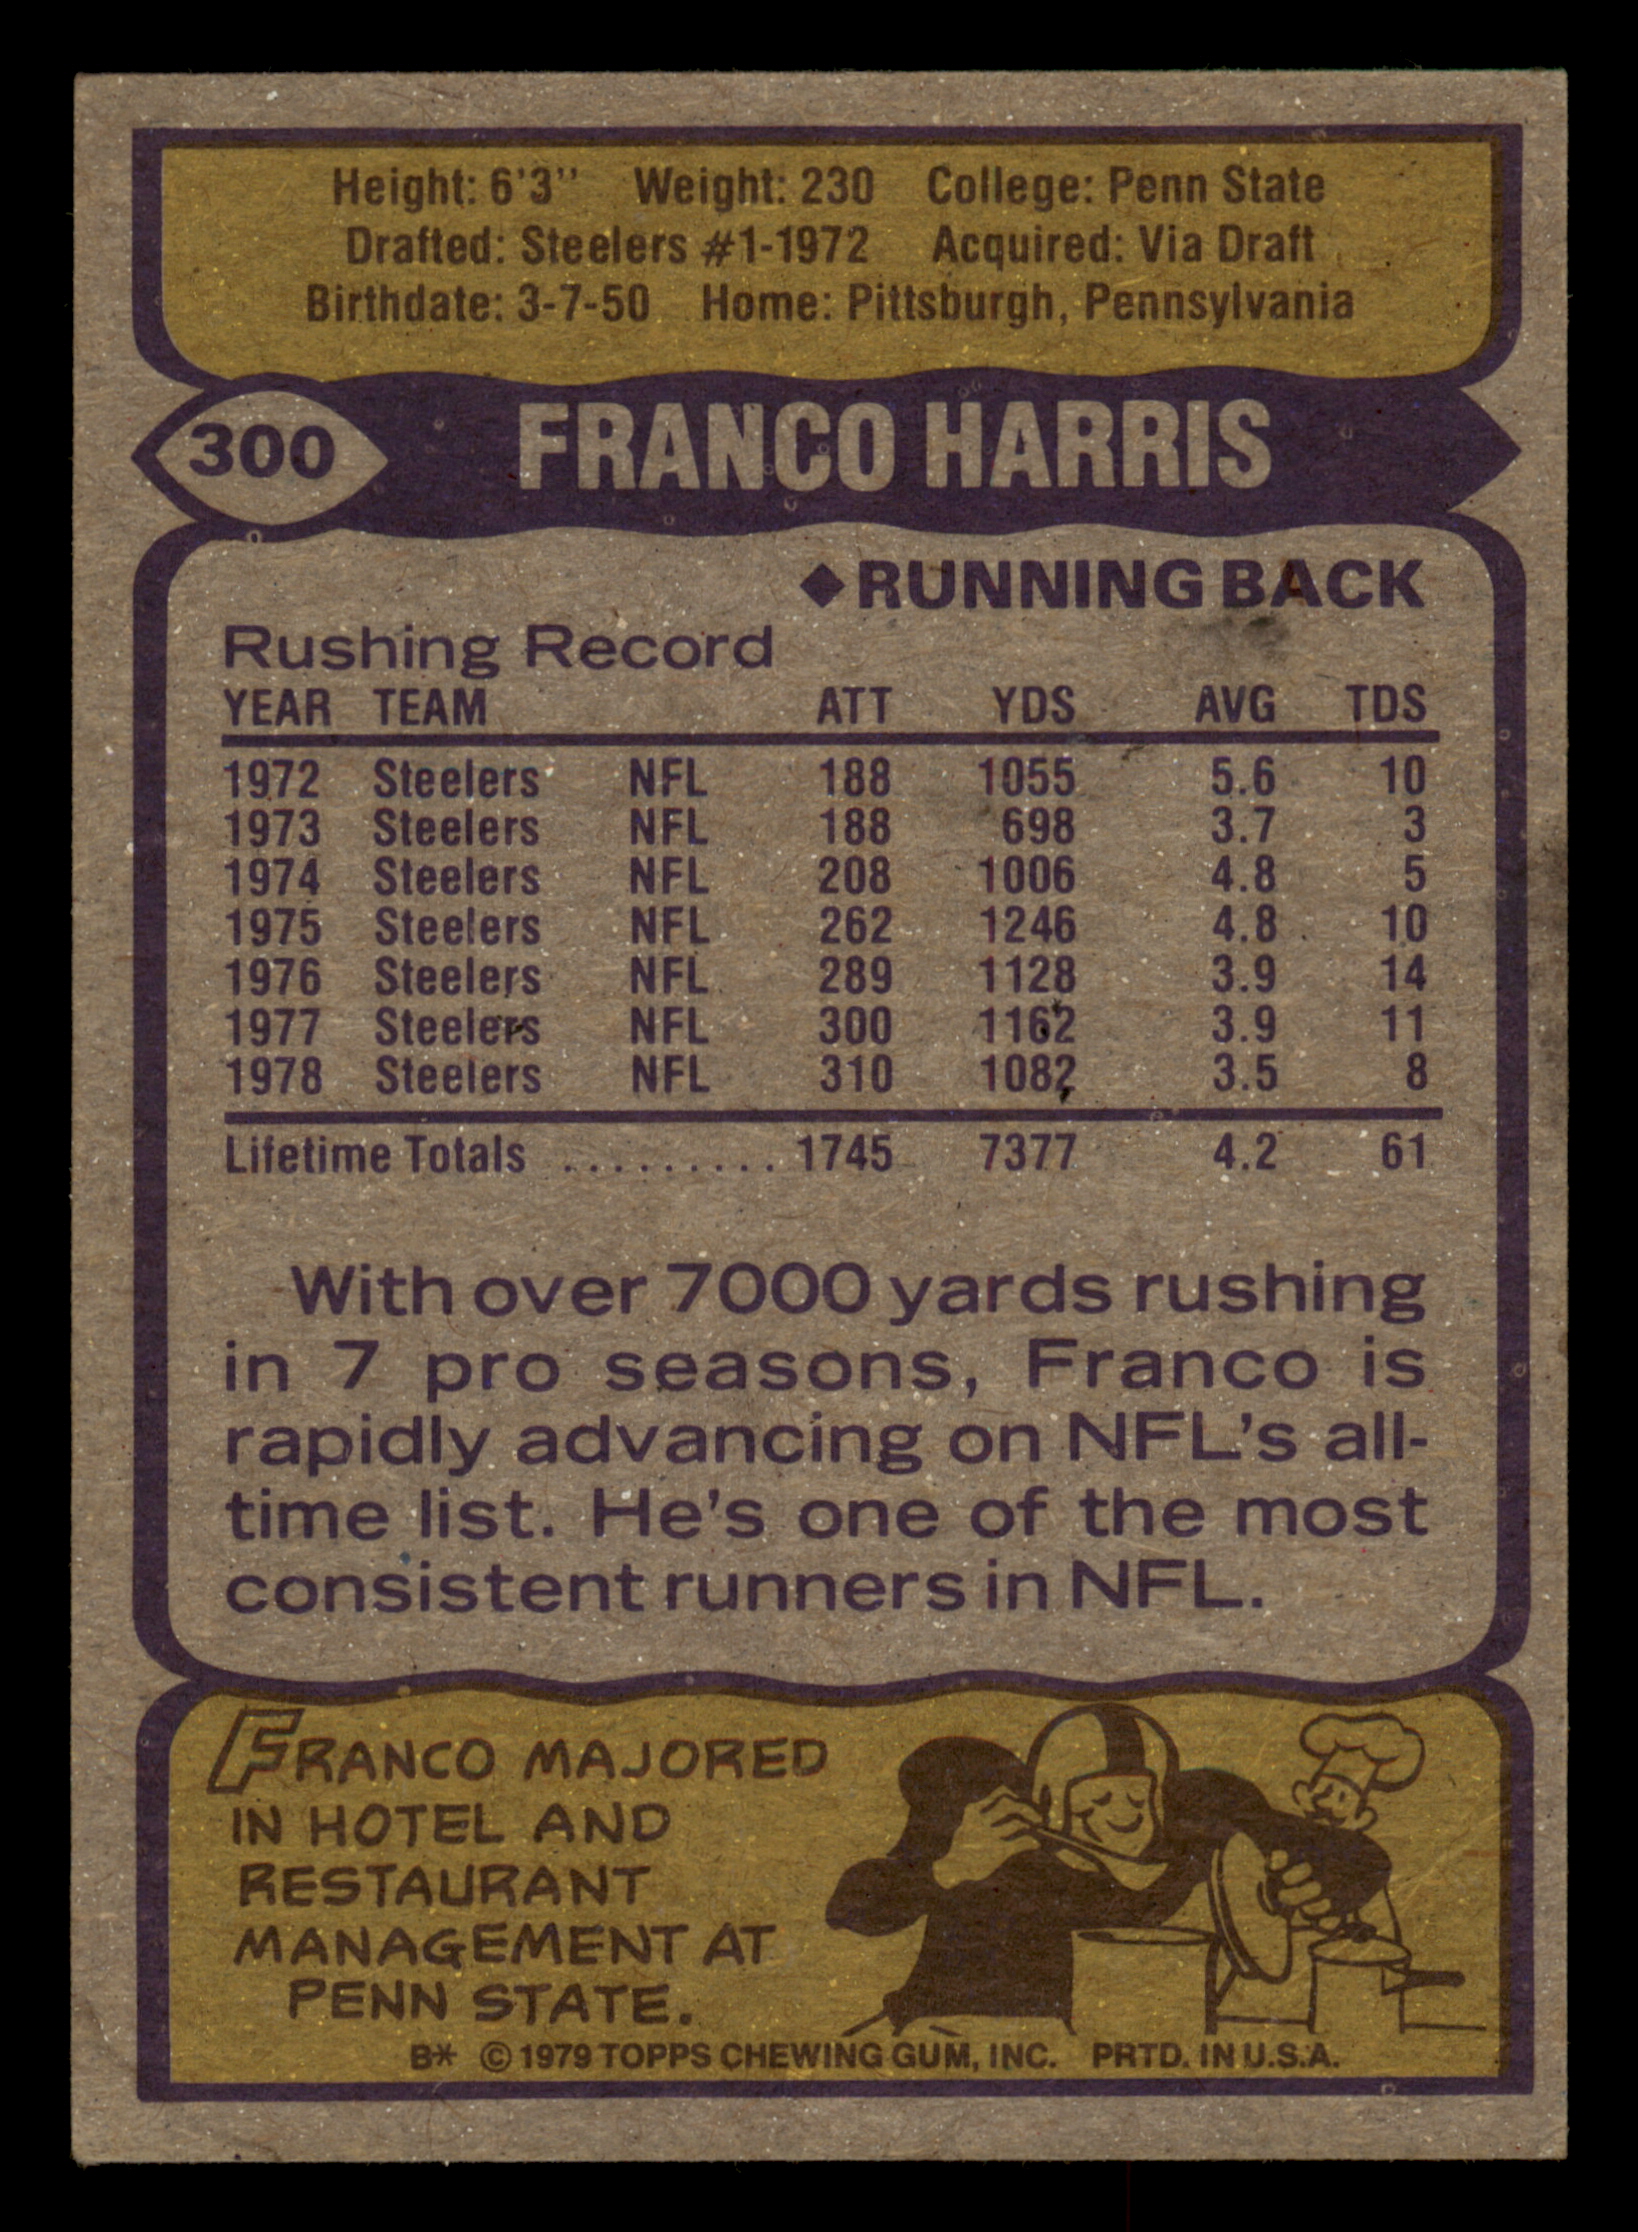 Height: 6'3" Weight: 230 College: Penn State
Drafted: Steelers #1-1972 Acquired: Via Draft
Birthdate: 3-7-50 Home: Pittsburgh, Pennsylvania
300 FRANCO HARRIS
◆RUNNING BACK
Rushing Record
YEAR TEAM ATT YDS AVG TDS
1972 Steelers NFL 188 1055 5.6 10
1973 Steelers NFL 188 698 3.7 3
1974 Steelers NFL 208 1006 4.8 5
1975 Steelers NFL 262 1246 4.8 10
1976 Steelers NFL 289 1128 3.9 14
1977 Steelers NFL 300 1162 3.9 11
1978 Steelers NFL 310 1082 3.5 8
Lifetime Totals ......... 1745 7377 4.2 61
With over 7000 yards rushing
in 7 pro seasons, Franco is
rapidly advancing on NFL's all-
time list. He's one of the most
consistent runners in NFL.
FRANCO MAJORED
IN HOTEL AND
RESTAURANT
MANAGEMENT AT
PENN STATE.
B* © 1979 TOPPS CHEWING GUM, INC. PRTD. IN U.S.A.